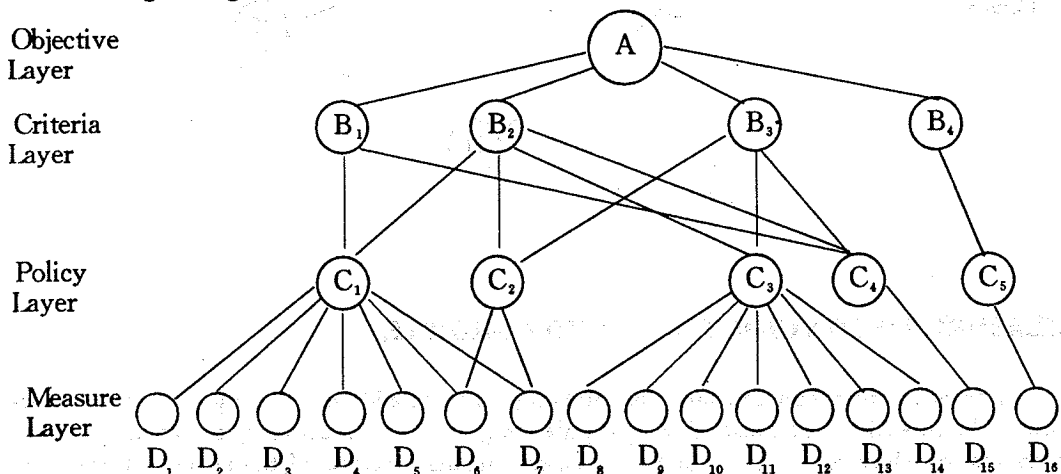 Objective
Layer
A
Criteria
Layer
B₁ B₂ B₃ B₄
Policy
Layer
C₁ C₂ C₃ C₄ C₅
Measure
Layer
D₁ D₂ D₃ D₄ D₅ D₆ D₇ D₈ D₉ D₁₀ D₁₁ D₁₂ D₁₃ D₁₄ D₁₅ D₁₆